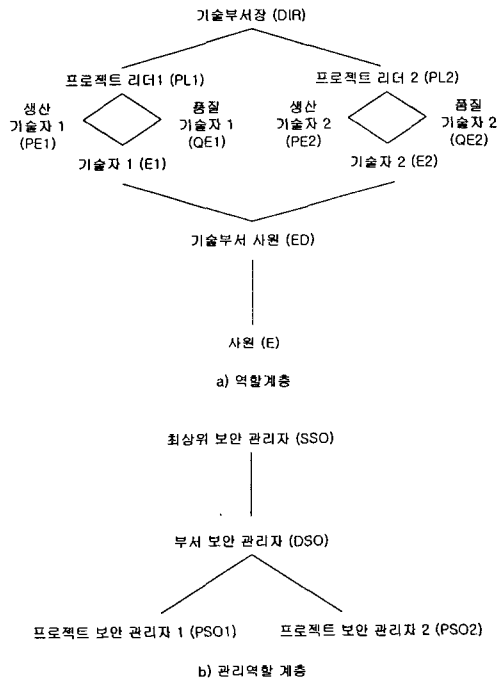 기술부서장 (DIR)
프로젝트 리더1 (PL1)
프로젝트 리더 2 (PL2)
생산
기술자 1
(PE1)
품질
기술자 1
(QE1)
생산
기술자 2
(PE2)
품질
기술자 2
(QE2)
기술자 1 (E1)
기술자 2 (E2)
기술부서 사원 (ED)
사원 (E)
a) 역할계층
최상위 보안 관리자 (SSO)
부서 보안 관리자 (DSO)
프로젝트 보안 관리자 1 (PSO1)
프로젝트 보안 관리자 2 (PSO2)
b) 관리역할 계층